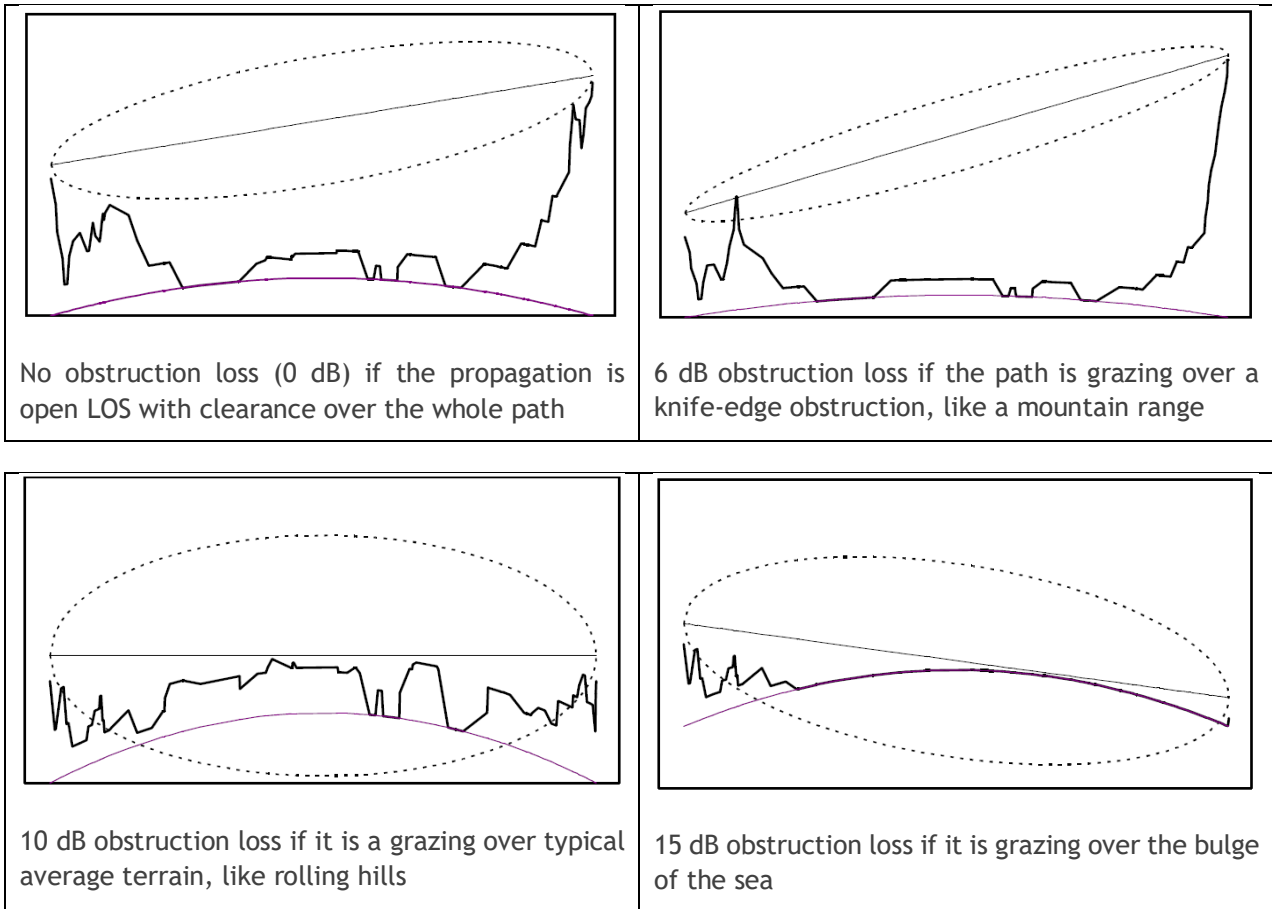 No obstruction loss (0 dB) if the propagation is
open LOS with clearance over the whole path
6 dB obstruction loss if the path is grazing over a
knife-edge obstruction, like a mountain range
10 dB obstruction loss if it is a grazing over typical
average terrain, like rolling hills
15 dB obstruction loss if it is grazing over the bulge
of the sea